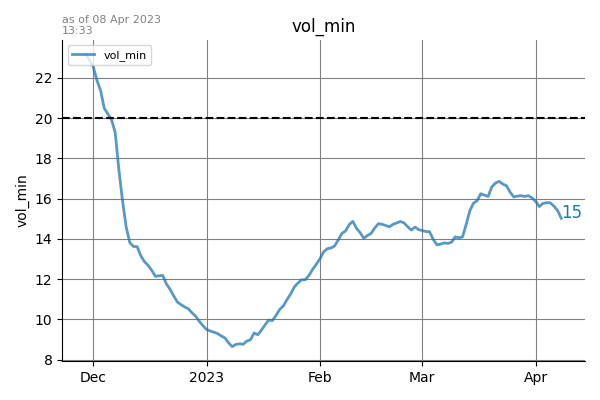 as of 08 Apr 2023
13:33
vol_min
vol_min
22
20
18
16
14
12
10
8
vol_min
15
Dec
2023
Feb
Mar
Apr